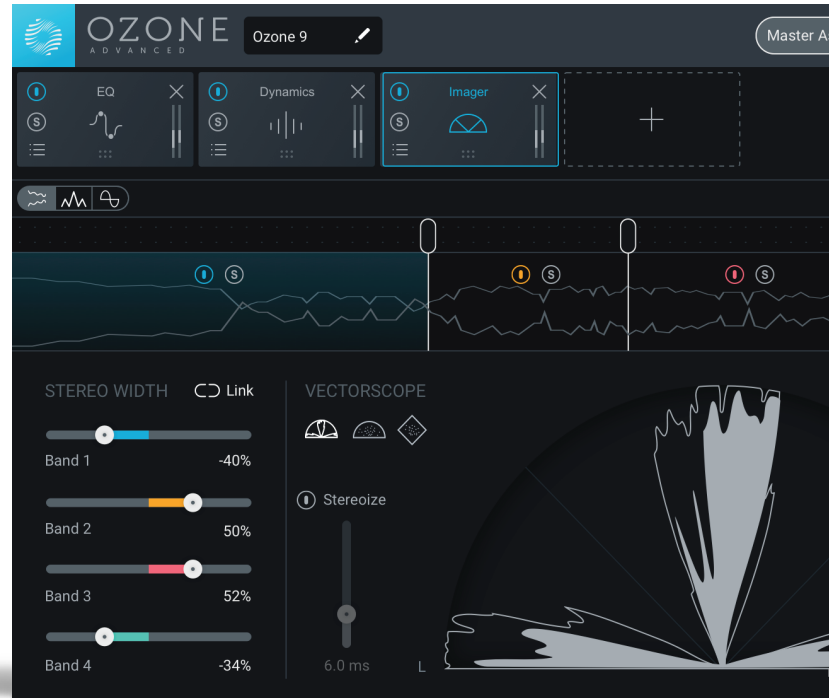 OZONE
ADVANCED
Ozone 9
Master As
EQ
Dynamics
Imager
S
S
S
S
S
S
STEREO WIDTH
Link
VECTORSCOPE
Band 1
-40%
Stereoize
Band 2
50%
Band 3
52%
Band 4
-34%
6.0 ms
L